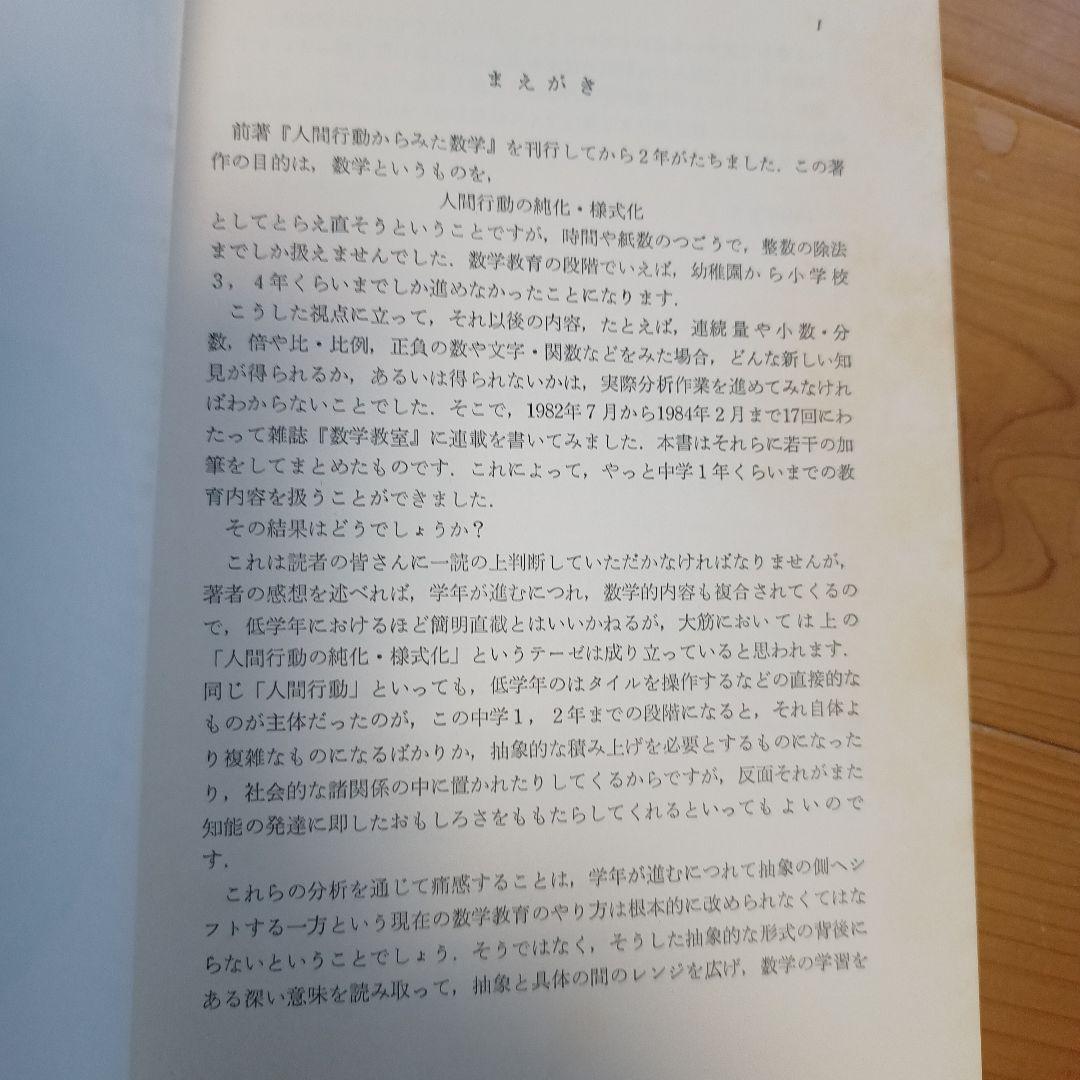 1
まえがき
前著『人間行動からみた数学』を刊行してから2年がたちました．この著
作の目的は，数学というものを，
人間行動の純化・様式化
としてとらえ直そうということですが，時間や紙数のつごうで，整数の除法
までしか扱えませんでした．数学教育の段階でいえば，幼稚園から小学校
3，4年くらいまでしか進めなかったことになります．
こうした視点に立って，それ以後の内容，たとえば，連続量や小数・分
数，倍や比・比例，正負の数や文字・関数などをみた場合，どんな新しい知
見が得られるか，あるいは得られないかは，実際分析作業を進めてみなけれ
ばわからないことでした．そこで，1982年7月から1984年2月まで17回にわ
たって雑誌『数学教室』に連載を書いてみました．本書はそれらに若干の加
筆をしてまとめたものです．これによって，やっと中学1年くらいまでの教
育内容を扱うことができました．
その結果はどうでしょうか？
これは読者の皆さんに一読の上判断していただかなければなりませんが，
著者の感想を述べれば，学年が進むにつれ，数学的内容も複合されてくるの
で，低学年におけるほど簡明直截とはいいかねるが，大筋においては上の
「人間行動の純化・様式化」というテーゼは成り立っていると思われます．
同じ「人間行動」といっても，低学年のはタイルを操作するなどの直接的な
ものが主体だったのが，この中学1，2年までの段階になると，それ自体よ
り複雑なものになるばかりか，抽象的な積み上げを必要とするものになった
り，社会的な諸関係の中に置かれたりしてくるからですが，反面それがまた
知能の発達に即したおもしろさをももたらしてくれるといってもよいので
す．
これらの分析を通じて痛感することは，学年が進むにつれて抽象の側へシ
フトする一方という現在の数学教育のやり方は根本的に改められなくてはな
らないということでしょう．そうではなく，そうした抽象的な形式の背後に
ある深い意味を読み取って，抽象と具体の間のレンジを広げ，数学の学習を